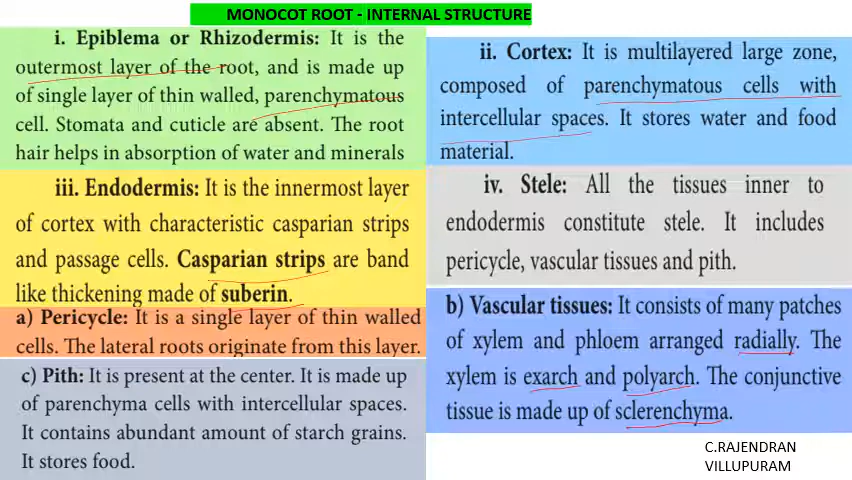 MONOCOT ROOT - INTERNAL STRUCTURE
i. Epiblema or Rhizodermis: It is the
outermost layer of the root, and is made up
of single layer of thin walled, parenchymatous
cell. Stomata and cuticle are absent. The root
hair helps in absorption of water and minerals
ii. Cortex: It is multilayered large zone,
composed of parenchymatous cells with
intercellular spaces. It stores water and food
material.
iii. Endodermis: It is the innermost layer
of cortex with characteristic casparian strips
and passage cells. Casparian strips are band
like thickening made of suberin.
iv. Stele: All the tissues inner to
endodermis constitute stele. It includes
pericycle, vascular tissues and pith.
a) Pericycle: It is a single layer of thin walled
cells. The lateral roots originate from this layer.
b) Vascular tissues: It consists of many patches
of xylem and phloem arranged radially. The
xylem is exarch and polyarch. The conjunctive
tissue is made up of sclerenchyma.
c) Pith: It is present at the center. It is made up
of parenchyma cells with intercellular spaces.
It contains abundant amount of starch grains.
It stores food.
C.RAJENDRAN
VILLUPURAM